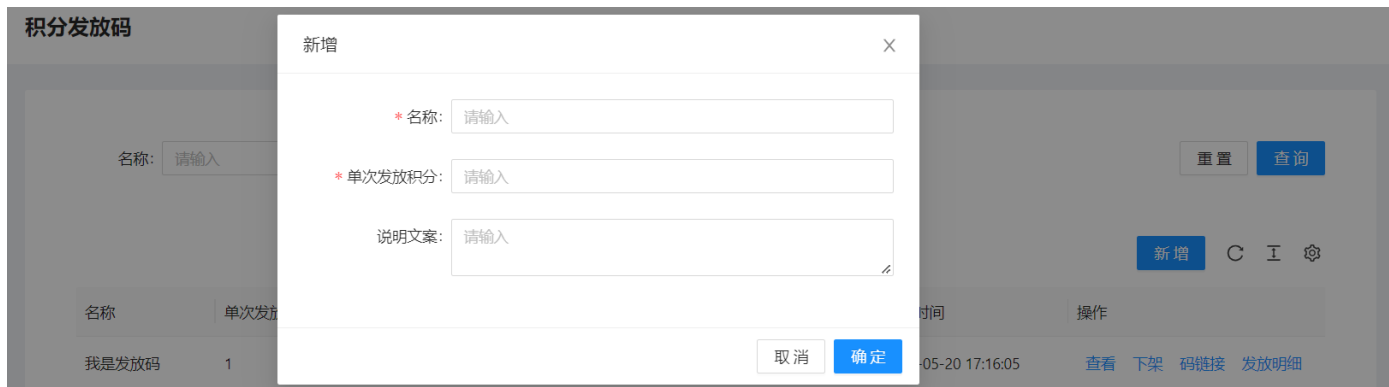 积分发放码
新增
* 名称: 请输入
名称: 请输入
重置 查询
* 单次发放积分: 请输入
说明文案: 请输入
新增
名称 单次发放 时间 操作
取消 确定
我是发放码 1 -05-20 17:16:05 查看 下架 码链接 发放明细